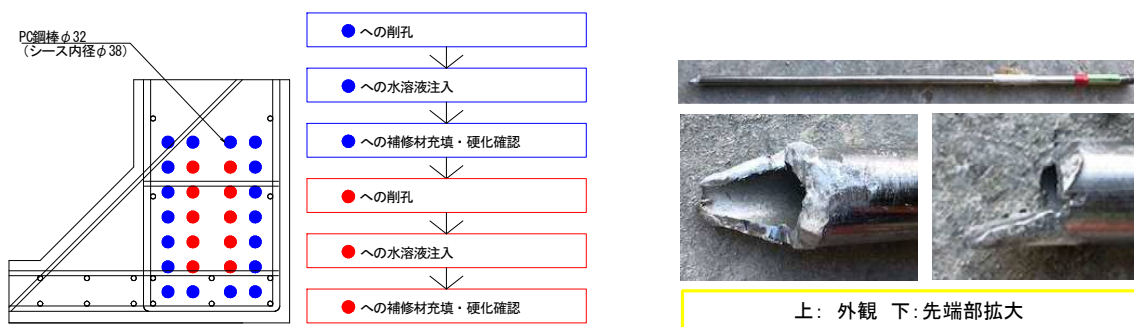 PC鋼棒φ32
（シース内径φ38）
への削孔
への水溶液注入
への補修材充填・硬化確認
への削孔
への水溶液注入
への補修材充填・硬化確認
上： 外観 下：先端部拡大